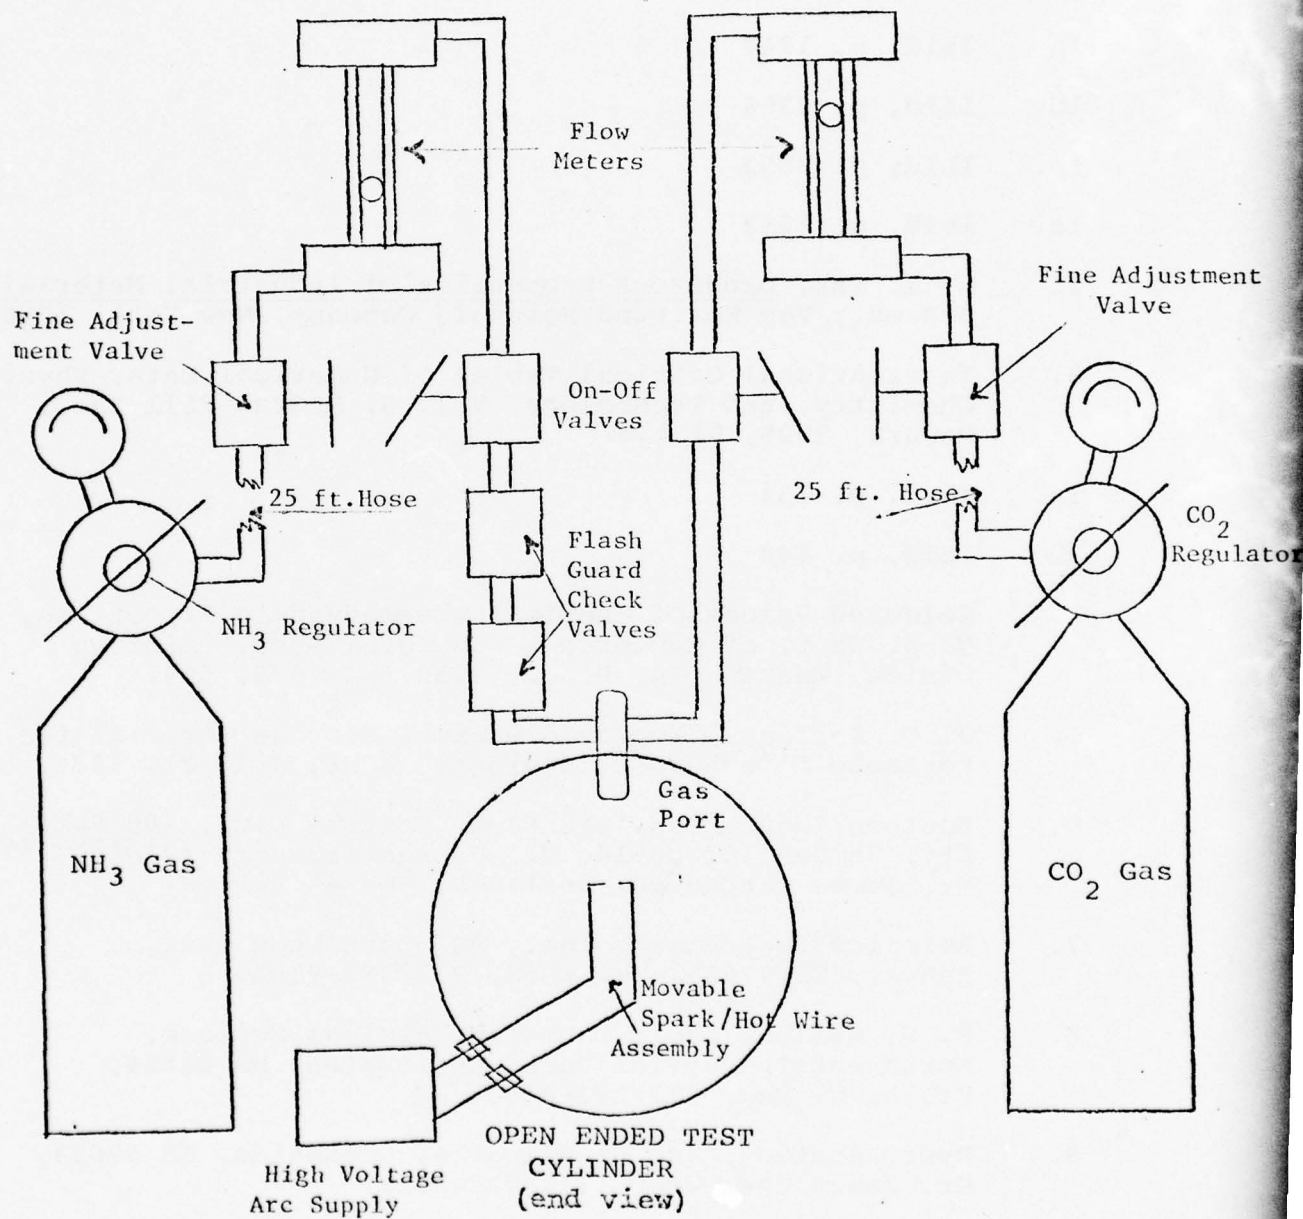 Flow
Meters
Fine Adjustment
Valve
Fine Adjust-
ment Valve
On-Off
Valves
25 ft.Hose
25 ft. Hose
CO2
Regulator
Flash
Guard
Check
Valves
NH3 Regulator
Gas
Port
NH3 Gas
CO2 Gas
Movable
Spark/Hot Wire
Assembly
OPEN ENDED TEST
CYLINDER
(end view)
High Voltage
Arc Supply